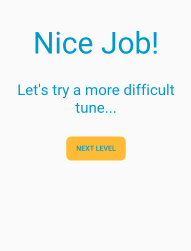 Nice Job!
Let's try a more difficult
tune...
NEXT LEVEL